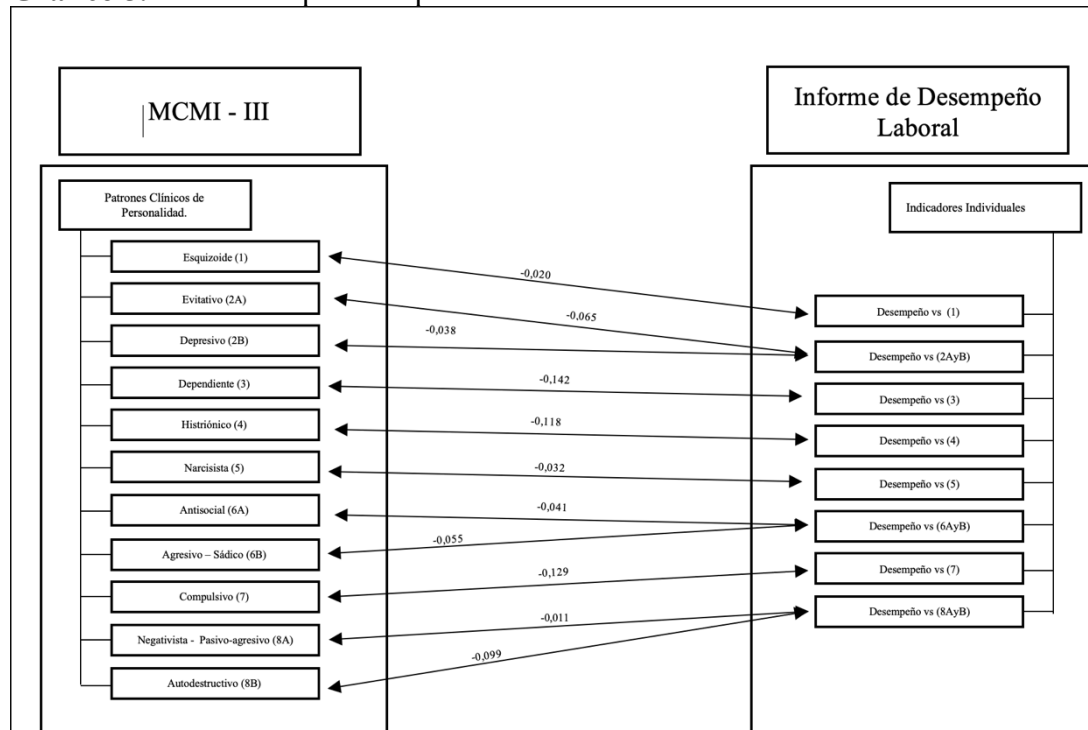 MCMI - III
Informe de Desempeño
Laboral
Patrones Clínicos de
Personalidad.
Indicadores Individuales
Esquizoide (1)
-0,020
Evitativo (2A)
-0,065
Desempeño vs (1)
Depresivo (2B)
-0,038
Desempeño vs (2AyB)
Dependiente (3)
-0,142
Desempeño vs (3)
Histriónico (4)
-0,118
Desempeño vs (4)
Narcisista (5)
-0,032
Desempeño vs (5)
Antisocial (6A)
-0,041
Desempeño vs (6AyB)
Agresivo – Sádico (6B)
-0,055
Desempeño vs (7)
Compulsivo (7)
-0,129
Desempeño vs (8AyB)
Negativista - Pasivo-agresivo (8A)
-0,011
Autodestructivo (8B)
-0,099